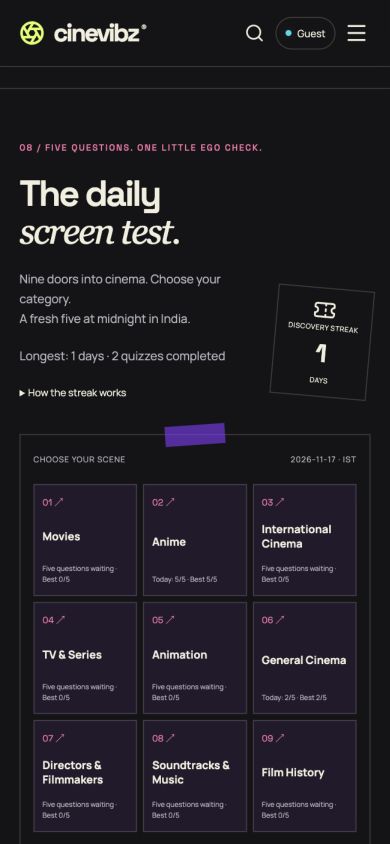 cinevibz®
Guest
08 / FIVE QUESTIONS. ONE LITTLE EGO CHECK.
The daily
screen test.
Nine doors into cinema. Choose your
category.
A fresh five at midnight in India.
Longest: 1 days · 2 quizzes completed
▶ How the streak works
DISCOVERY STREAK
1
DAYS
CHOOSE YOUR SCENE
2026-11-17 · IST
01 ↗
Movies
Five questions waiting ·
Best 0/5
02 ↗
Anime
Today: 5/5 · Best 5/5
03 ↗
International
Cinema
Five questions waiting ·
Best 0/5
04 ↗
TV & Series
Five questions waiting ·
Best 0/5
05 ↗
Animation
Five questions waiting ·
Best 0/5
06 ↗
General Cinema
Today: 2/5 · Best 2/5
07 ↗
Directors &
Filmmakers
Five questions waiting ·
Best 0/5
08 ↗
Soundtracks &
Music
Five questions waiting ·
Best 0/5
09 ↗
Film History
Five questions waiting ·
Best 0/5